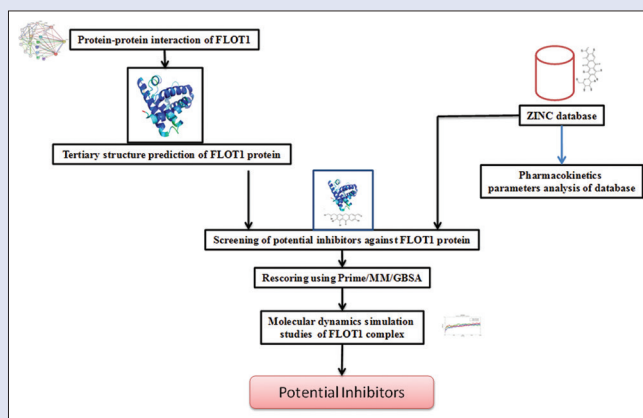 Protein-protein interaction of FLOT1
Tertiary structure prediction of FLOT1 protein
ZINC database
Pharmacokinetics
parameters analysis of database
Screening of potential inhibitors against FLOT1 protein
Rescoring using Prime/MM/GBSA
Molecular dynamics simulation
studies of FLOT1 complex
Potential Inhibitors